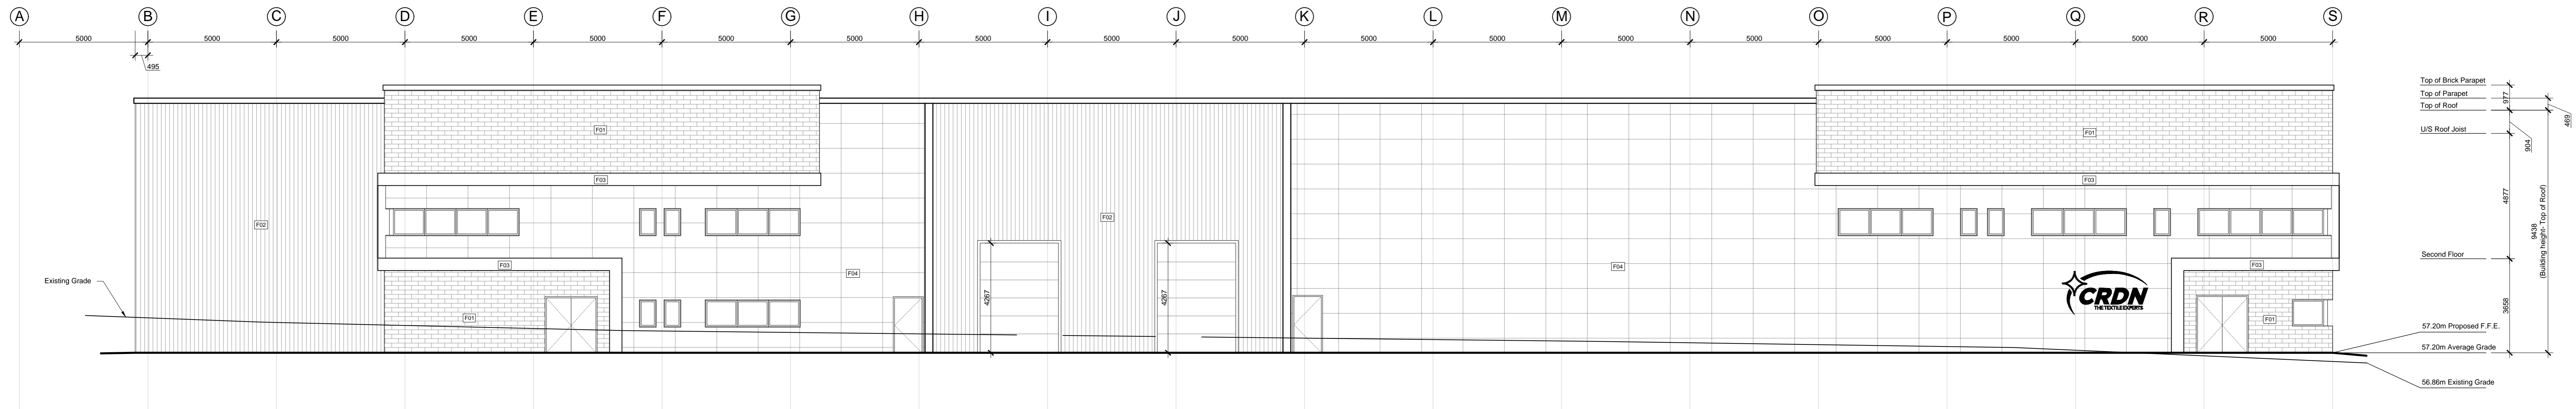 A B C D E F G H I J K L M N O P Q R S
5000 5000 5000 5000 5000 5000 5000 5000 5000 5000 5000 5000 5000 5000 5000 5000 5000 5000
495
Top of Brick Parapet
Top of Parapet
Top of Roof
U/S Roof Joist
977
469
904
F01
F01
F03
F03
4877
9438
(Building height- Top of Roof)
F02
F02
Second Floor
F03
F04
F04
F03
Existing Grade
4267
4267
CRDN
THE TEXTILE EXPERTS
3658
F01
F01
57.20m Proposed F.F.E.
57.20m Average Grade
56.86m Existing Grade